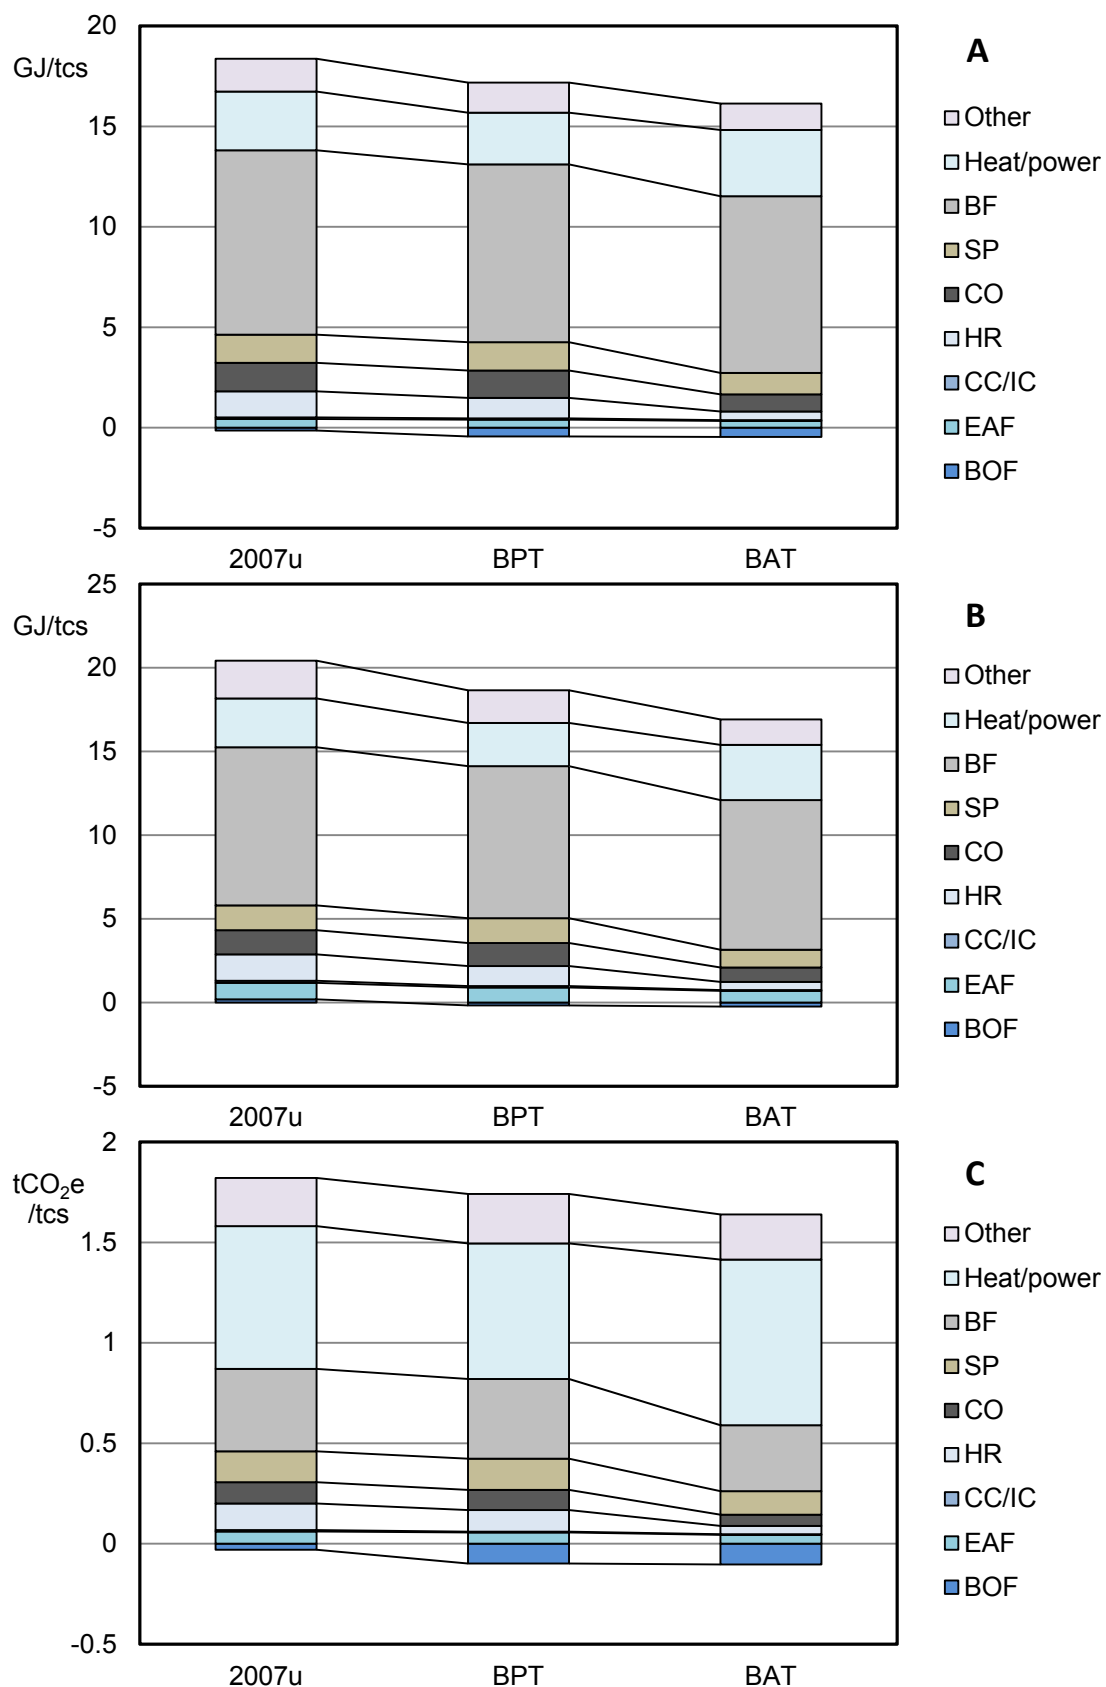 20
GJ/tcs
15
10
5
0
-5
2007u BPT BAT
A
Other
Heat/power
BF
SP
CO
HR
CC/IC
EAF
BOF
25
GJ/tcs
20
15
10
5
0
-5
2007u BPT BAT
B
Other
Heat/power
BF
SP
CO
HR
CC/IC
EAF
BOF
2
tCO₂e
/tcs
1.5
1
0.5
0
-0.5
2007u BPT BAT
C
Other
Heat/power
BF
SP
CO
HR
CC/IC
EAF
BOF